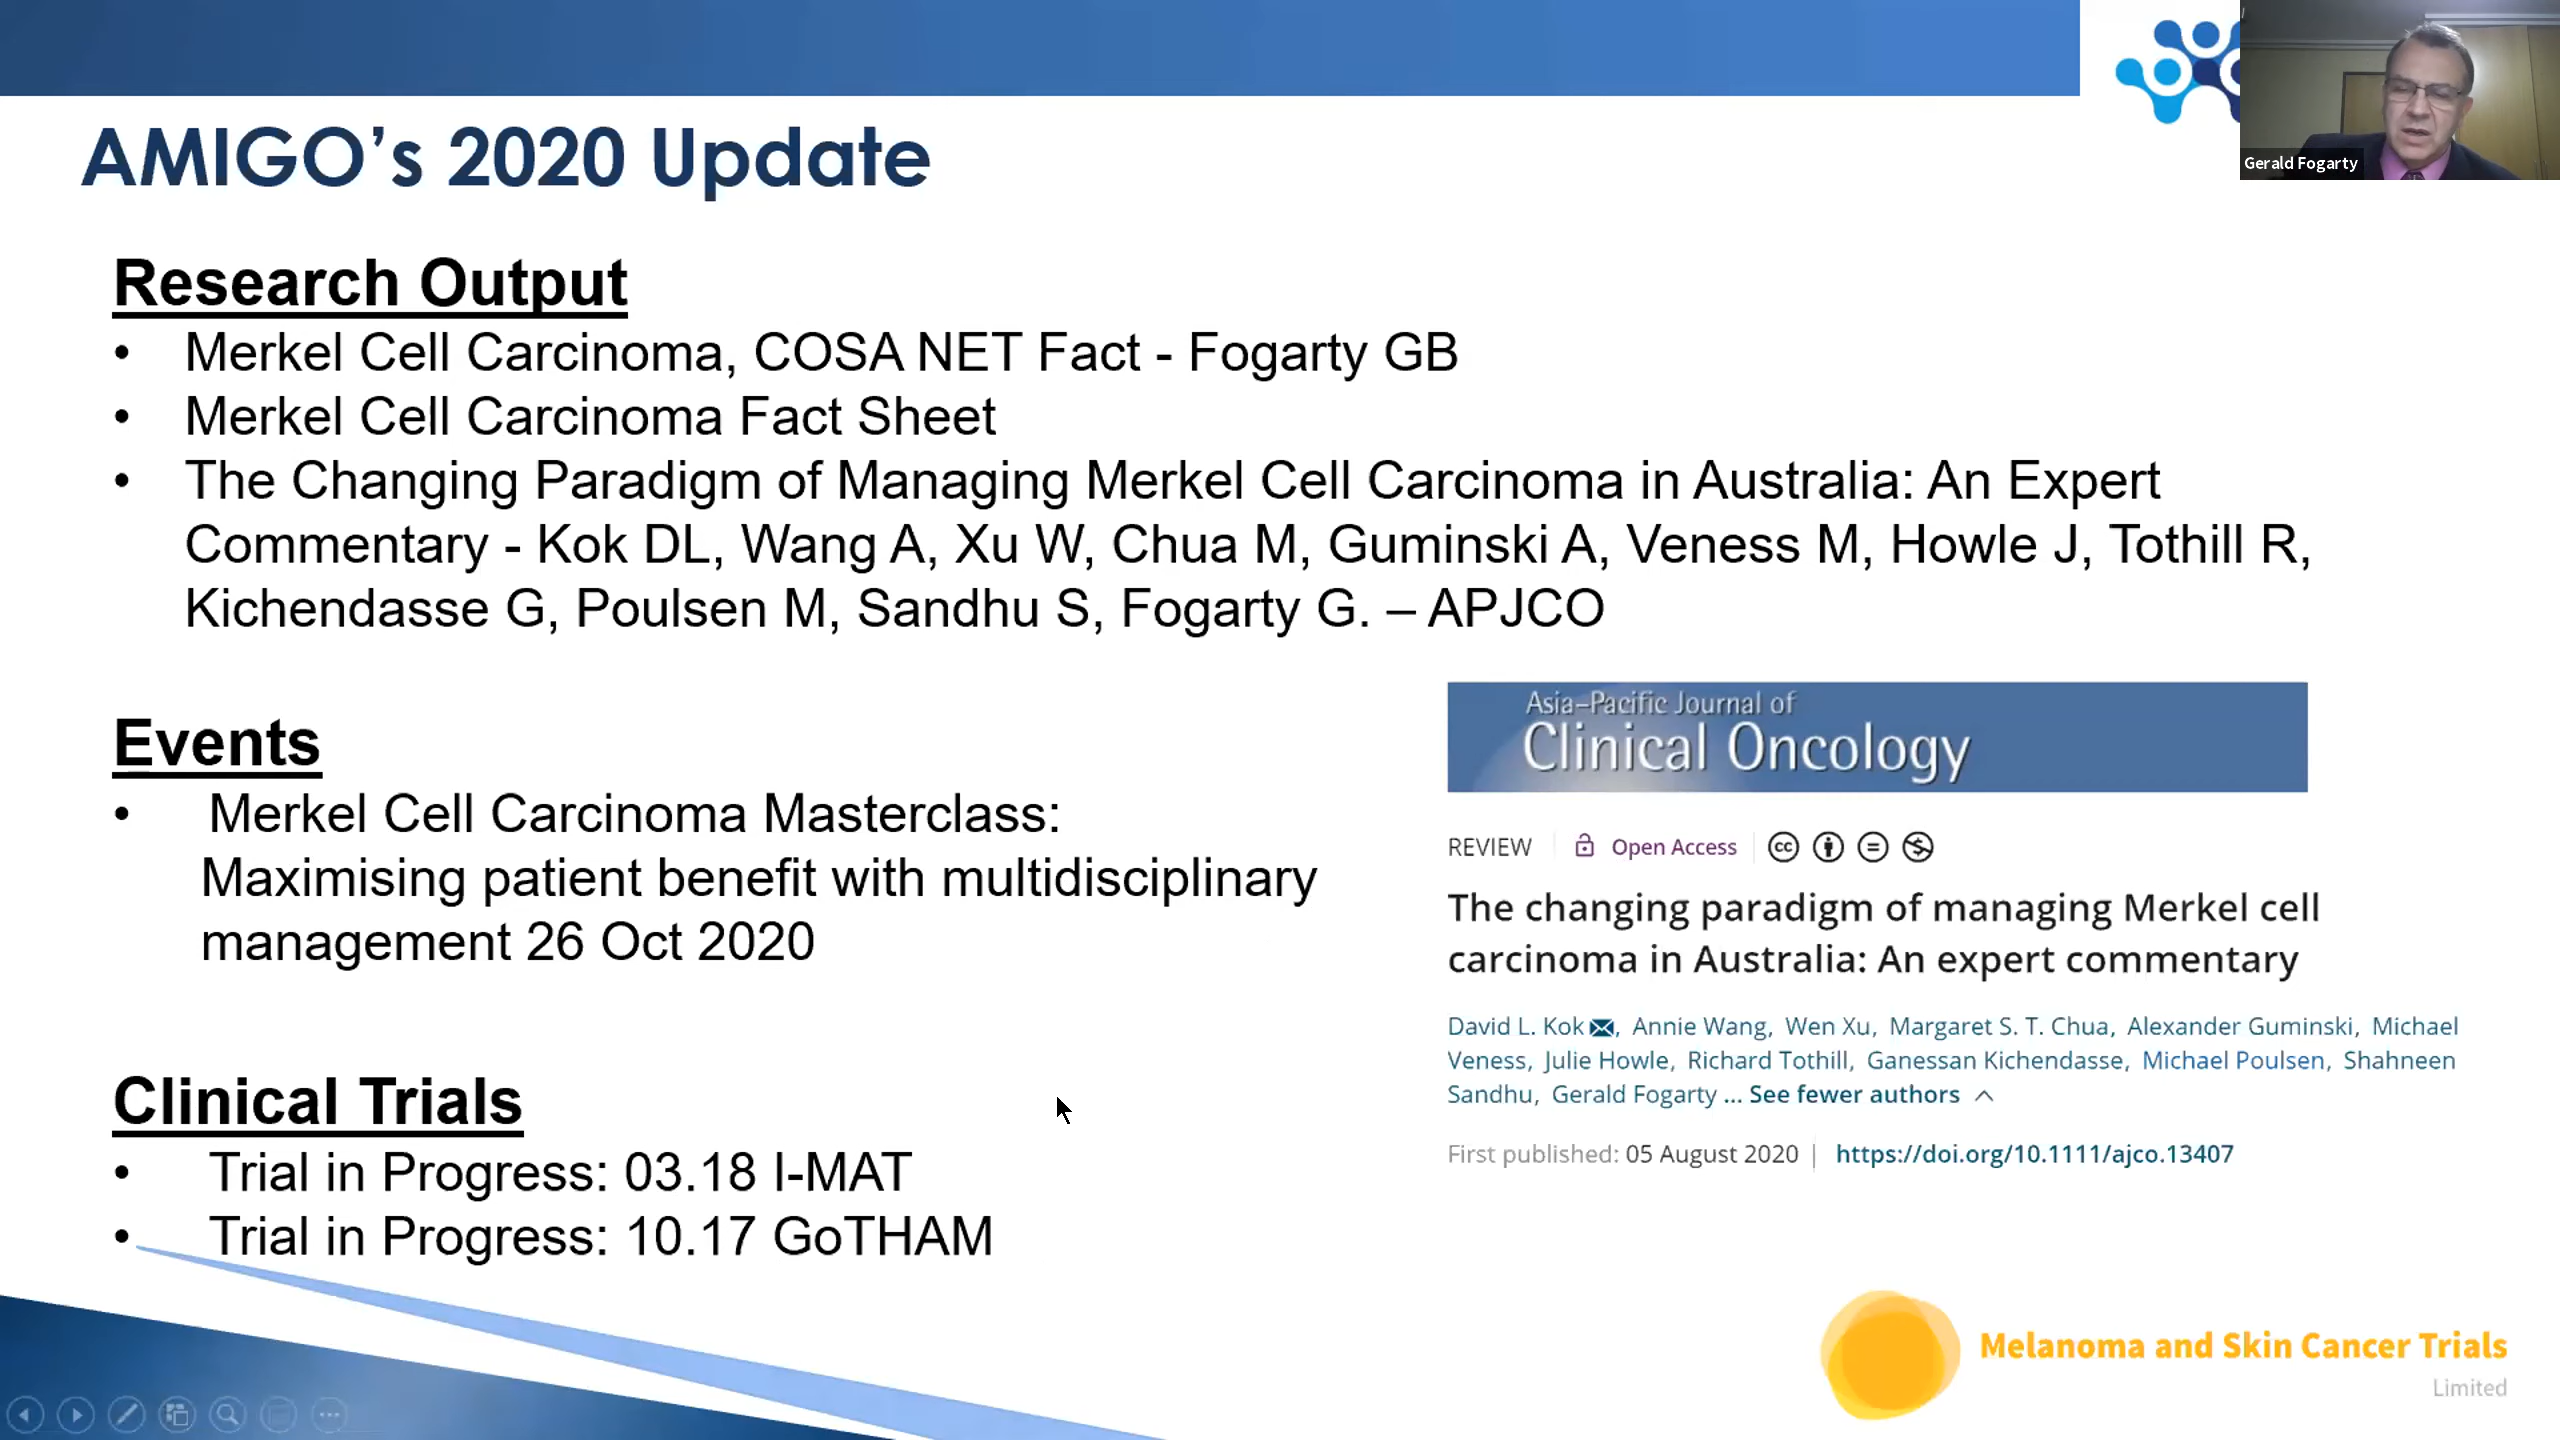 AMIGO’s 2020 Update
Gerald Fogarty
Research Output
• Merkel Cell Carcinoma, COSA NET Fact - Fogarty GB
• Merkel Cell Carcinoma Fact Sheet
• The Changing Paradigm of Managing Merkel Cell Carcinoma in Australia: An Expert
Commentary - Kok DL, Wang A, Xu W, Chua M, Guminski A, Veness M, Howle J, Tothill R,
Kichendasse G, Poulsen M, Sandhu S, Fogarty G. – APJCO
Events
• Merkel Cell Carcinoma Masterclass:
Maximising patient benefit with multidisciplinary
management 26 Oct 2020
Clinical Trials
• Trial in Progress: 03.18 I-MAT
• Trial in Progress: 10.17 GoTHAM
Asia–Pacific Journal of
Clinical Oncology
REVIEW Open Access cc
The changing paradigm of managing Merkel cell
carcinoma in Australia: An expert commentary
David L. Kok, Annie Wang, Wen Xu, Margaret S. T. Chua, Alexander Guminski, Michael
Veness, Julie Howle, Richard Tothill, Ganessan Kichendasse, Michael Poulsen, Shahneen
Sandhu, Gerald Fogarty ... See fewer authors
First published: 05 August 2020 | https://doi.org/10.1111/ajco.13407
Melanoma and Skin Cancer Trials
Limited